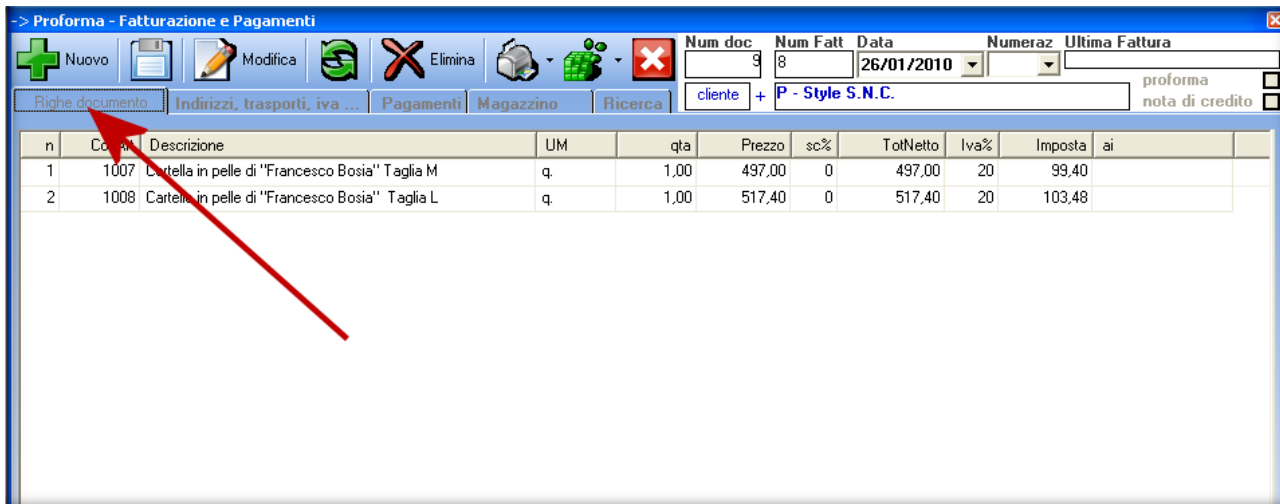 -> Proforma - Fatturazione e Pagamenti
Nuovo Modifica Elimina
Num doc Num Fatt Data Numeraz Ultima Fattura
9 8 26/01/2010
proforma
cliente + P - Style S.N.C. nota di credito
Righe documento Indirizzi, trasporti, iva ... Pagamenti Magazzino Ricerca
n Descrizione UM qta Prezzo sc% TotNetto Iva% Imposta ai
1 1007 Cartella in pelle di "Francesco Bosia" Taglia M q. 1,00 497,00 0 497,00 20 99,40
2 1008 Cartella in pelle di "Francesco Bosia" Taglia L q. 1,00 517,40 0 517,40 20 103,48